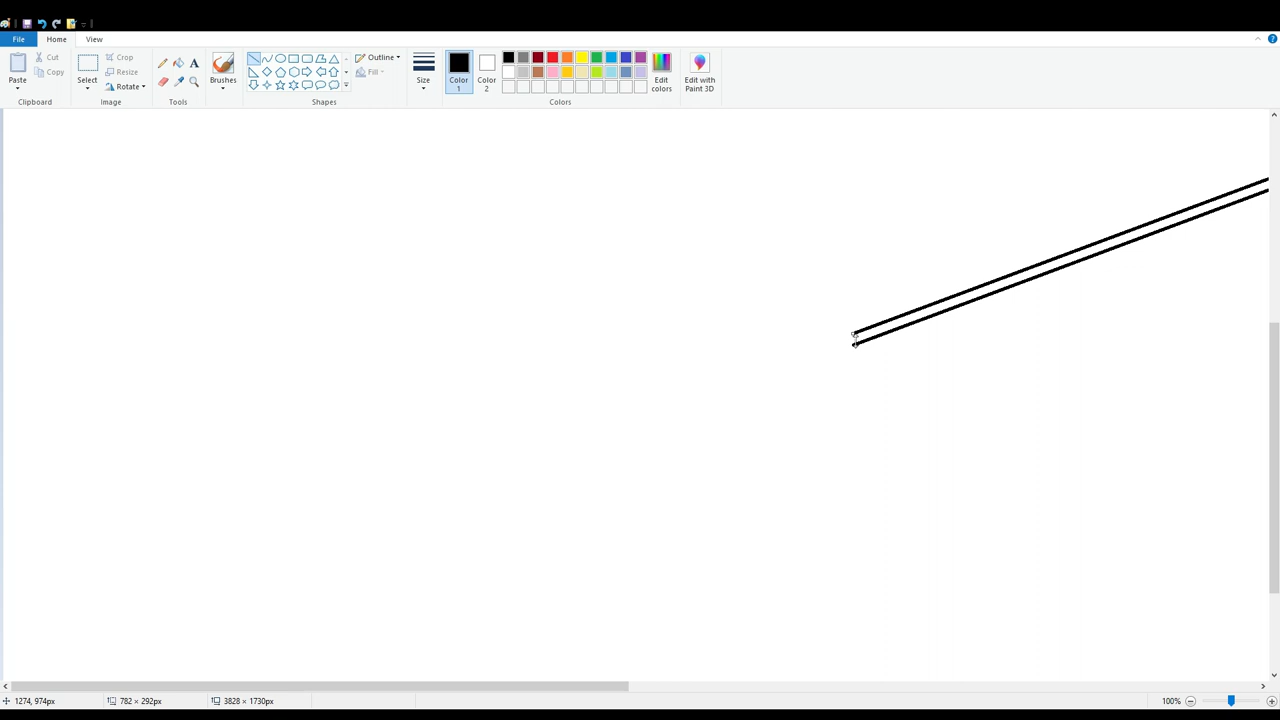 File Home View
Paste
Cut
Copy
Clipboard
Select
Crop
Resize
Rotate
Image
Tools
Brushes
Outline
Fill
Shapes
Size
Color 1
Color 2
Edit colors
Colors
Edit with Paint 3D
A
1274, 974px 782 × 292px 3828 × 1730px 100%